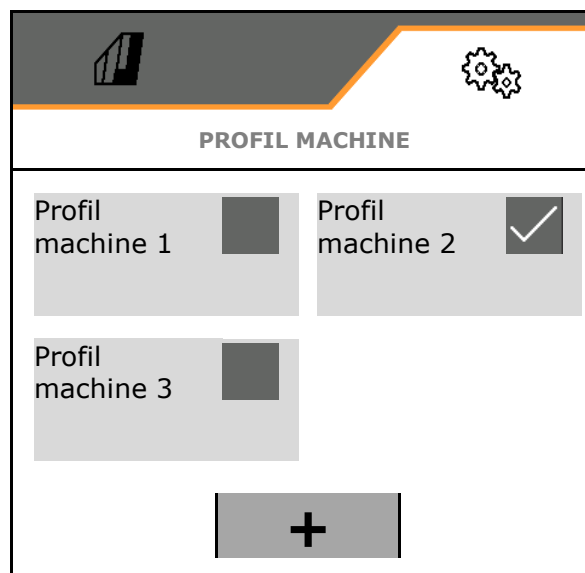 PROFIL MACHINE
Profil
machine 1
Profil
machine 2
Profil
machine 3
+